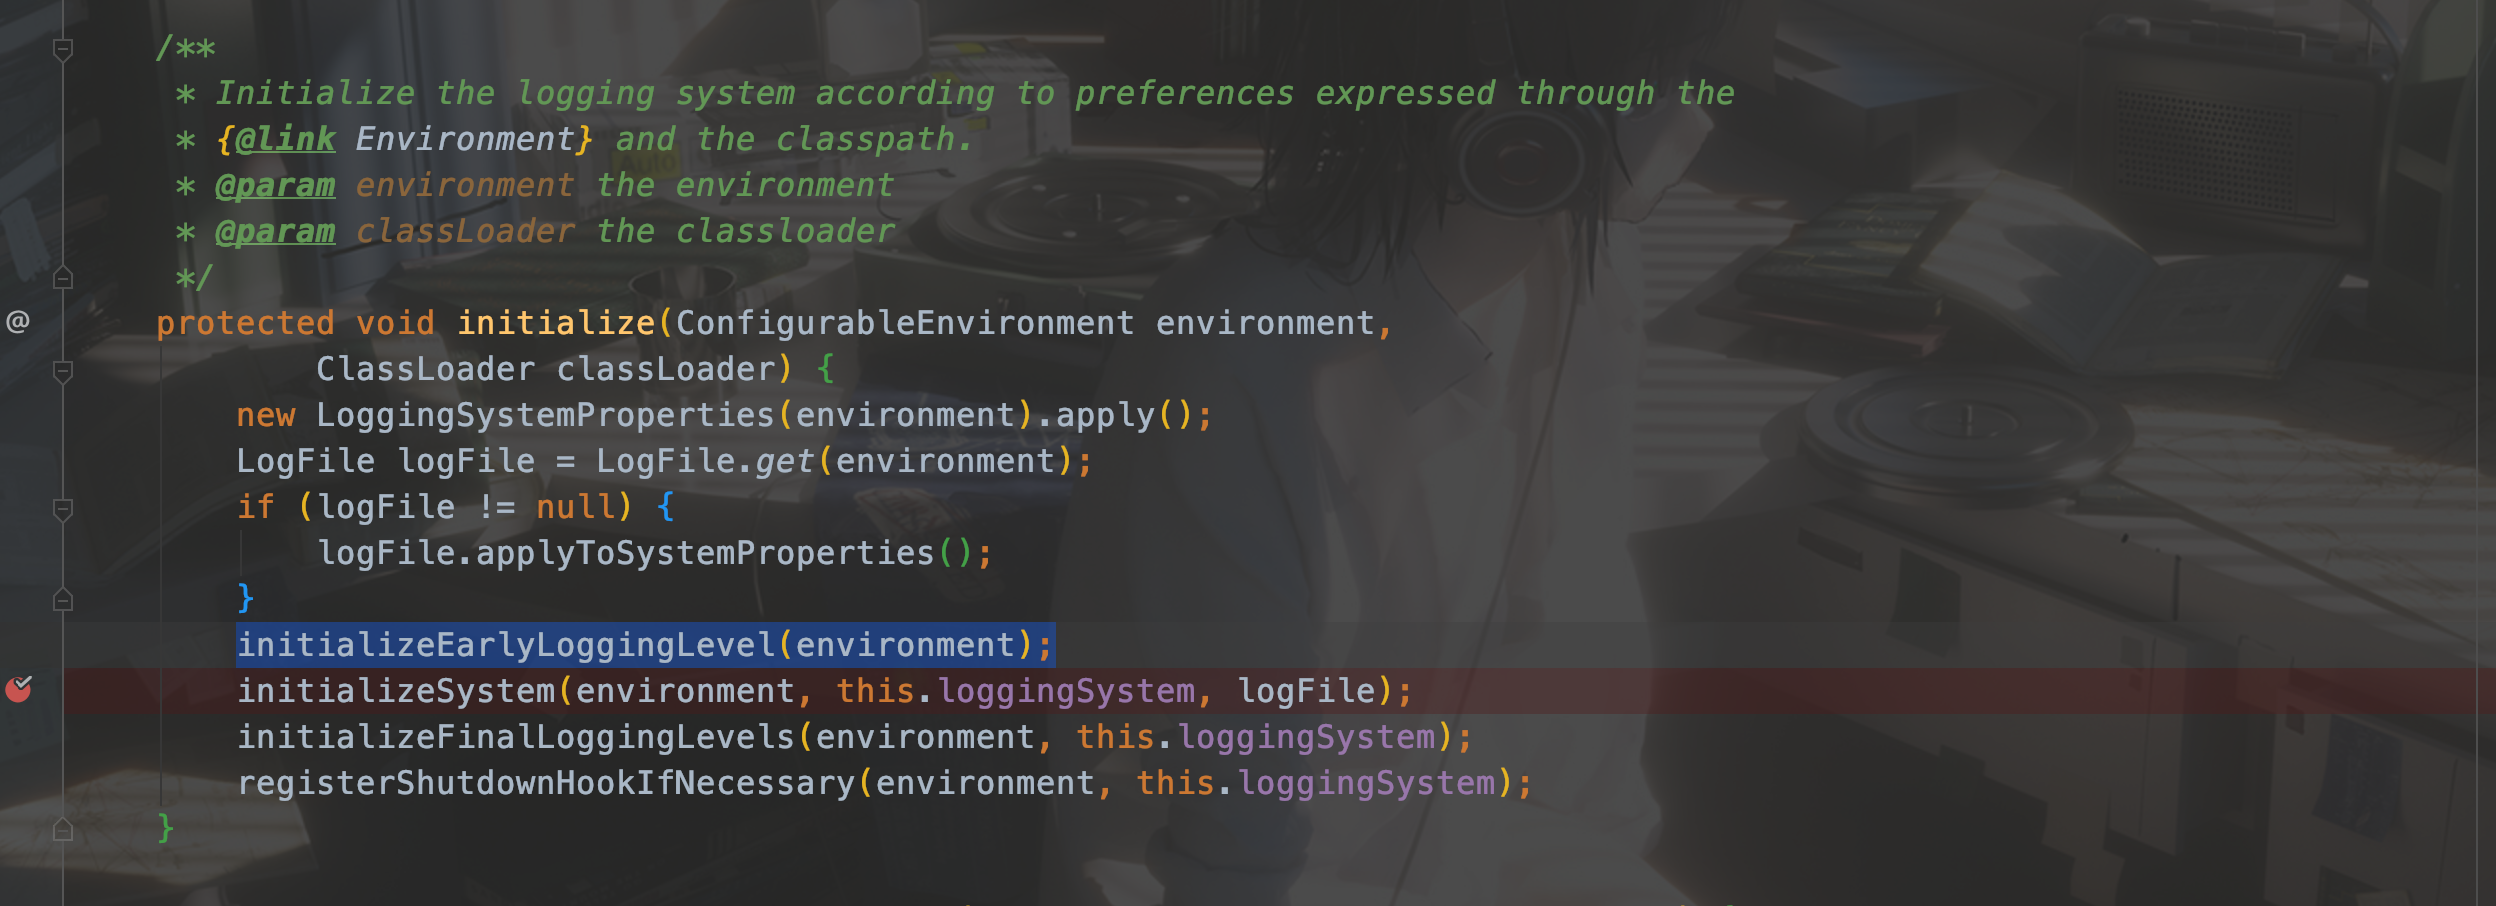 /**
 * Initialize the logging system according to preferences expressed through the
 * {@link Environment} and the classpath.
 * @param environment the environment
 * @param classLoader the classloader
 */
@ protected void initialize(ConfigurableEnvironment environment,
        ClassLoader classLoader) {
    new LoggingSystemProperties(environment).apply();
    LogFile logFile = LogFile.get(environment);
    if (logFile != null) {
        logFile.applyToSystemProperties();
    }
    initializeEarlyLoggingLevel(environment);
    initializeSystem(environment, this.loggingSystem, logFile);
    initializeFinalLoggingLevels(environment, this.loggingSystem);
    registerShutdownHookIfNecessary(environment, this.loggingSystem);
}